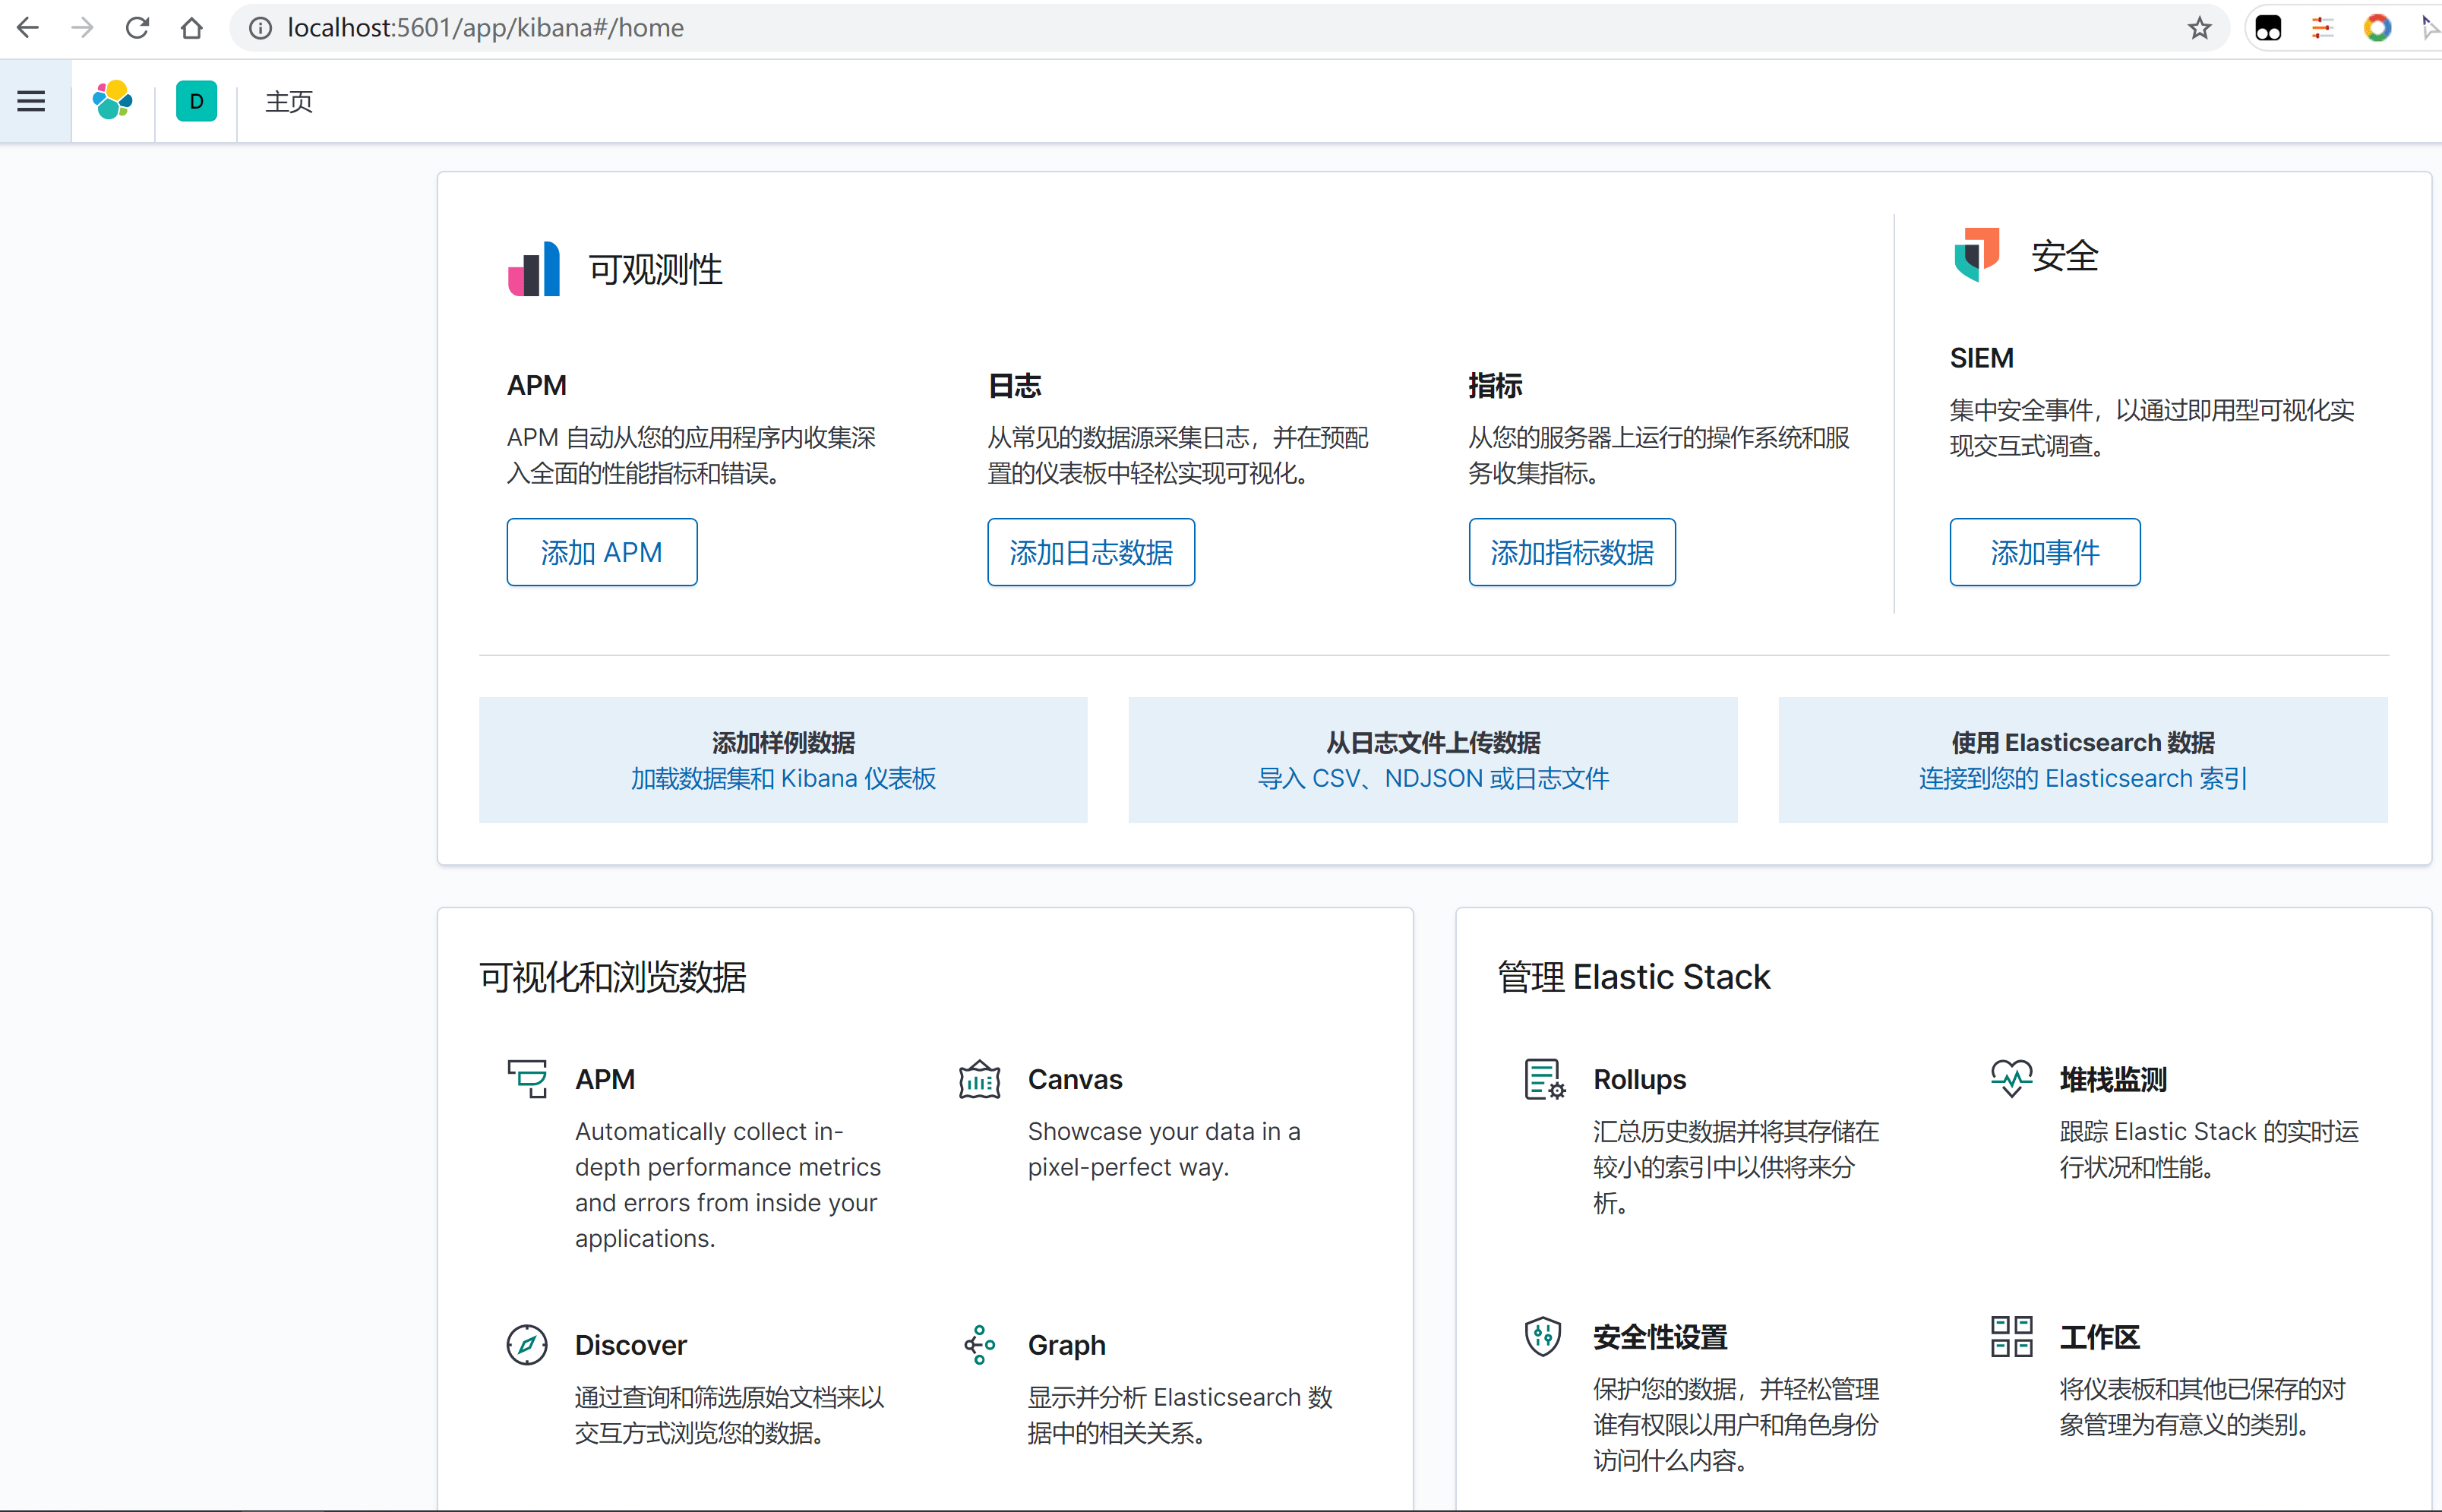 localhost:5601/app/kibana#/home
D
主页
可观测性
APM
APM 自动从您的应用程序内收集深
入全面的性能指标和错误。
添加 APM
日志
从常见的数据源采集日志，并在预配
置的仪表板中轻松实现可视化。
添加日志数据
指标
从您的服务器上运行的操作系统和服
务收集指标。
添加指标数据
安全
SIEM
集中安全事件，以通过即用型可视化实
现交互式调查。
添加事件
添加样例数据
加载数据集和 Kibana 仪表板
从日志文件上传数据
导入 CSV、NDJSON 或日志文件
使用 Elasticsearch 数据
连接到您的 Elasticsearch 索引
可视化和浏览数据
APM
Automatically collect in-
depth performance metrics
and errors from inside your
applications.
Canvas
Showcase your data in a
pixel-perfect way.
Discover
通过查询和筛选原始文档来以
交互方式浏览您的数据。
Graph
显示并分析 Elasticsearch 数
据中的相关关系。
管理 Elastic Stack
Rollups
汇总历史数据并将其存储在
较小的索引中以供将来分
析。
堆栈监测
跟踪 Elastic Stack 的实时运
行状况和性能。
安全性设置
保护您的数据，并轻松管理
谁有权限以用户和角色身份
访问什么内容。
工作区
将仪表板和其他已保存的对
象管理为有意义的类别。